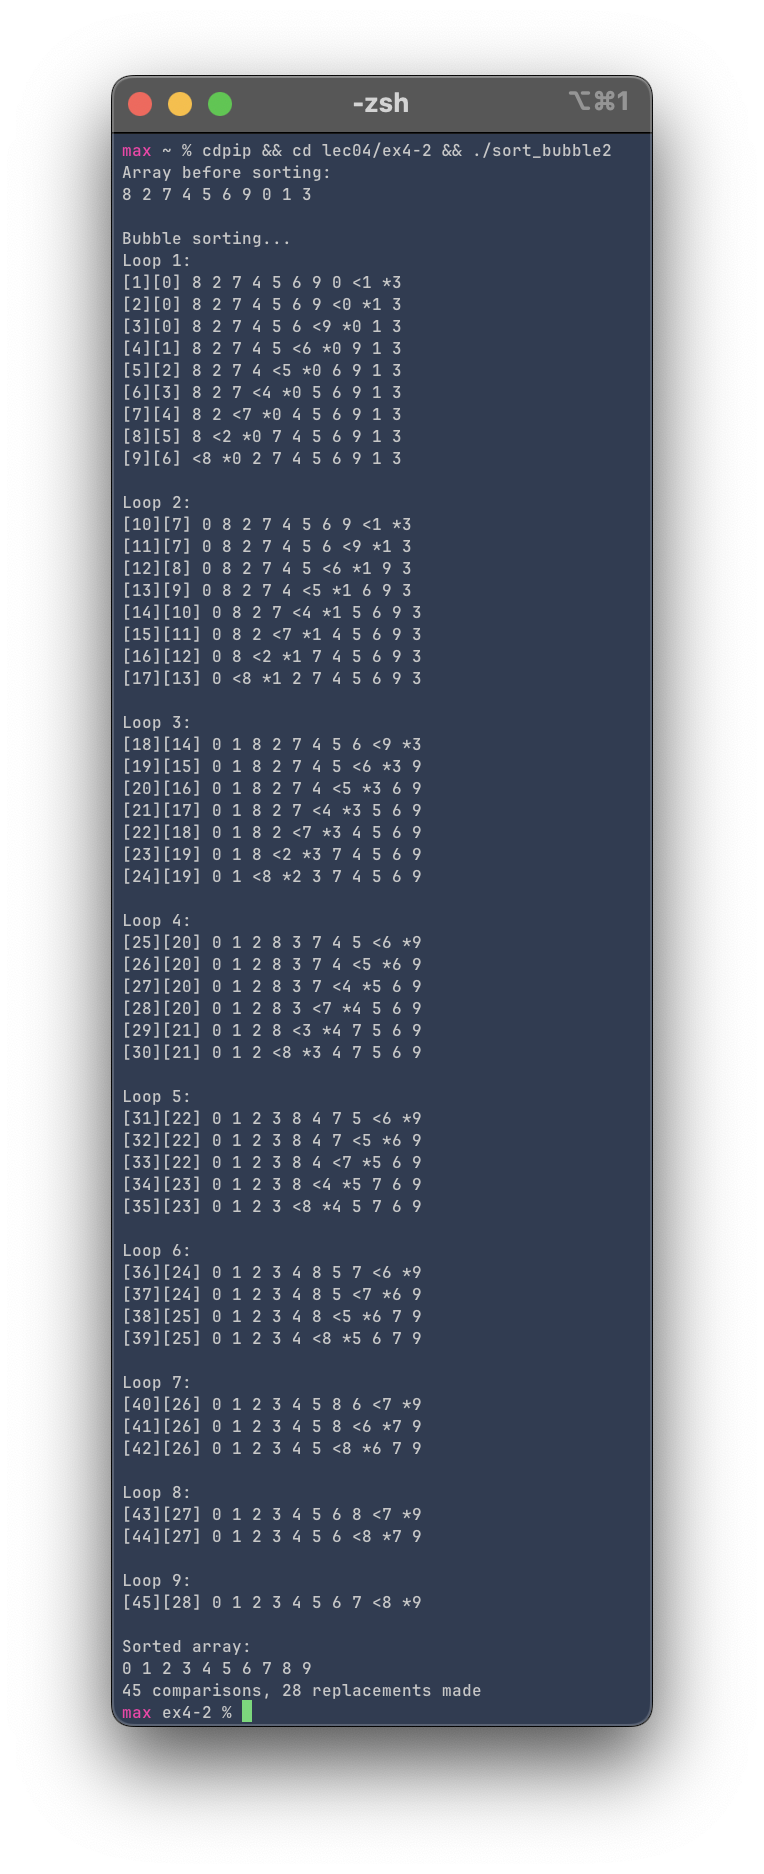 -zsh
⌥⌘1
max ~ % cdpip && cd lec04/ex4-2 && ./sort_bubble2
Array before sorting:
8 2 7 4 5 6 9 0 1 3
Bubble sorting...
Loop 1:
[1][0] 8 2 7 4 5 6 9 0 <1 *3
[2][0] 8 2 7 4 5 6 9 <0 *1 3
[3][0] 8 2 7 4 5 6 <9 *0 1 3
[4][1] 8 2 7 4 5 <6 *0 9 1 3
[5][2] 8 2 7 4 <5 *0 6 9 1 3
[6][3] 8 2 7 <4 *0 5 6 9 1 3
[7][4] 8 2 <7 *0 4 5 6 9 1 3
[8][5] 8 <2 *0 7 4 5 6 9 1 3
[9][6] <8 *0 2 7 4 5 6 9 1 3
Loop 2:
[10][7] 0 8 2 7 4 5 6 9 <1 *3
[11][7] 0 8 2 7 4 5 6 <9 *1 3
[12][8] 0 8 2 7 4 5 <6 *1 9 3
[13][9] 0 8 2 7 4 <5 *1 6 9 3
[14][10] 0 8 2 7 <4 *1 5 6 9 3
[15][11] 0 8 2 <7 *1 4 5 6 9 3
[16][12] 0 8 <2 *1 7 4 5 6 9 3
[17][13] 0 <8 *1 2 7 4 5 6 9 3
Loop 3:
[18][14] 0 1 8 2 7 4 5 6 <9 *3
[19][15] 0 1 8 2 7 4 5 <6 *3 9
[20][16] 0 1 8 2 7 4 <5 *3 6 9
[21][17] 0 1 8 2 7 <4 *3 5 6 9
[22][18] 0 1 8 2 <7 *3 4 5 6 9
[23][19] 0 1 8 <2 *3 7 4 5 6 9
[24][19] 0 1 <8 *2 3 7 4 5 6 9
Loop 4:
[25][20] 0 1 2 8 3 7 4 5 <6 *9
[26][20] 0 1 2 8 3 7 4 <5 *6 9
[27][20] 0 1 2 8 3 7 <4 *5 6 9
[28][20] 0 1 2 8 3 <7 *4 5 6 9
[29][21] 0 1 2 8 <3 *4 7 5 6 9
[30][21] 0 1 2 <8 *3 4 7 5 6 9
Loop 5:
[31][22] 0 1 2 3 8 4 7 5 <6 *9
[32][22] 0 1 2 3 8 4 7 <5 *6 9
[33][22] 0 1 2 3 8 4 <7 *5 6 9
[34][23] 0 1 2 3 8 <4 *5 7 6 9
[35][23] 0 1 2 3 <8 *4 5 7 6 9
Loop 6:
[36][24] 0 1 2 3 4 8 5 7 <6 *9
[37][24] 0 1 2 3 4 8 5 <7 *6 9
[38][25] 0 1 2 3 4 8 <5 *6 7 9
[39][25] 0 1 2 3 4 <8 *5 6 7 9
Loop 7:
[40][26] 0 1 2 3 4 5 8 6 <7 *9
[41][26] 0 1 2 3 4 5 8 <6 *7 9
[42][26] 0 1 2 3 4 5 <8 *6 7 9
Loop 8:
[43][27] 0 1 2 3 4 5 6 8 <7 *9
[44][27] 0 1 2 3 4 5 6 <8 *7 9
Loop 9:
[45][28] 0 1 2 3 4 5 6 7 <8 *9
Sorted array:
0 1 2 3 4 5 6 7 8 9
45 comparisons, 28 replacements made
max ex4-2 %